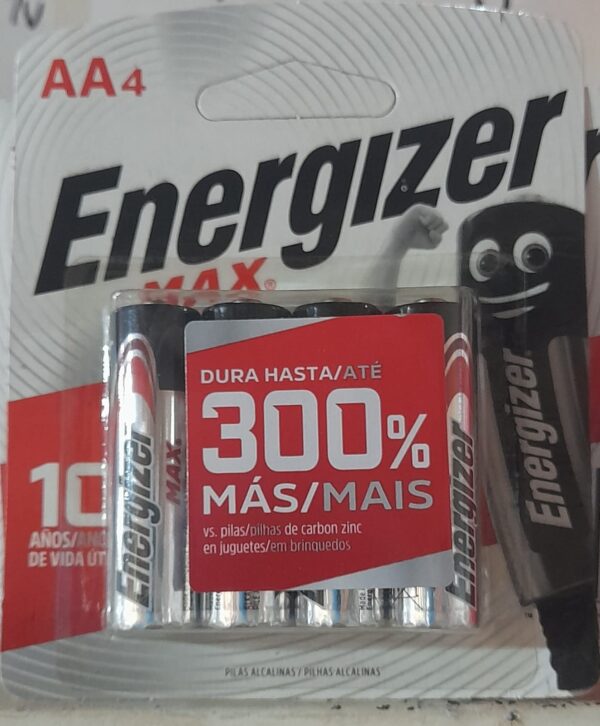 AA4
Energizer
MAX®
DURA HASTA/ATÉ
300%
MÁS/MAIS
vs. pilas/pilhas de carbon zinc
en juguetes/em brinquedos
10
AÑOS/
DE VIDA
Energizer
MAX.
Energizer
Energizer
PILAS ALCALINAS / PILHAS ALCALINAS